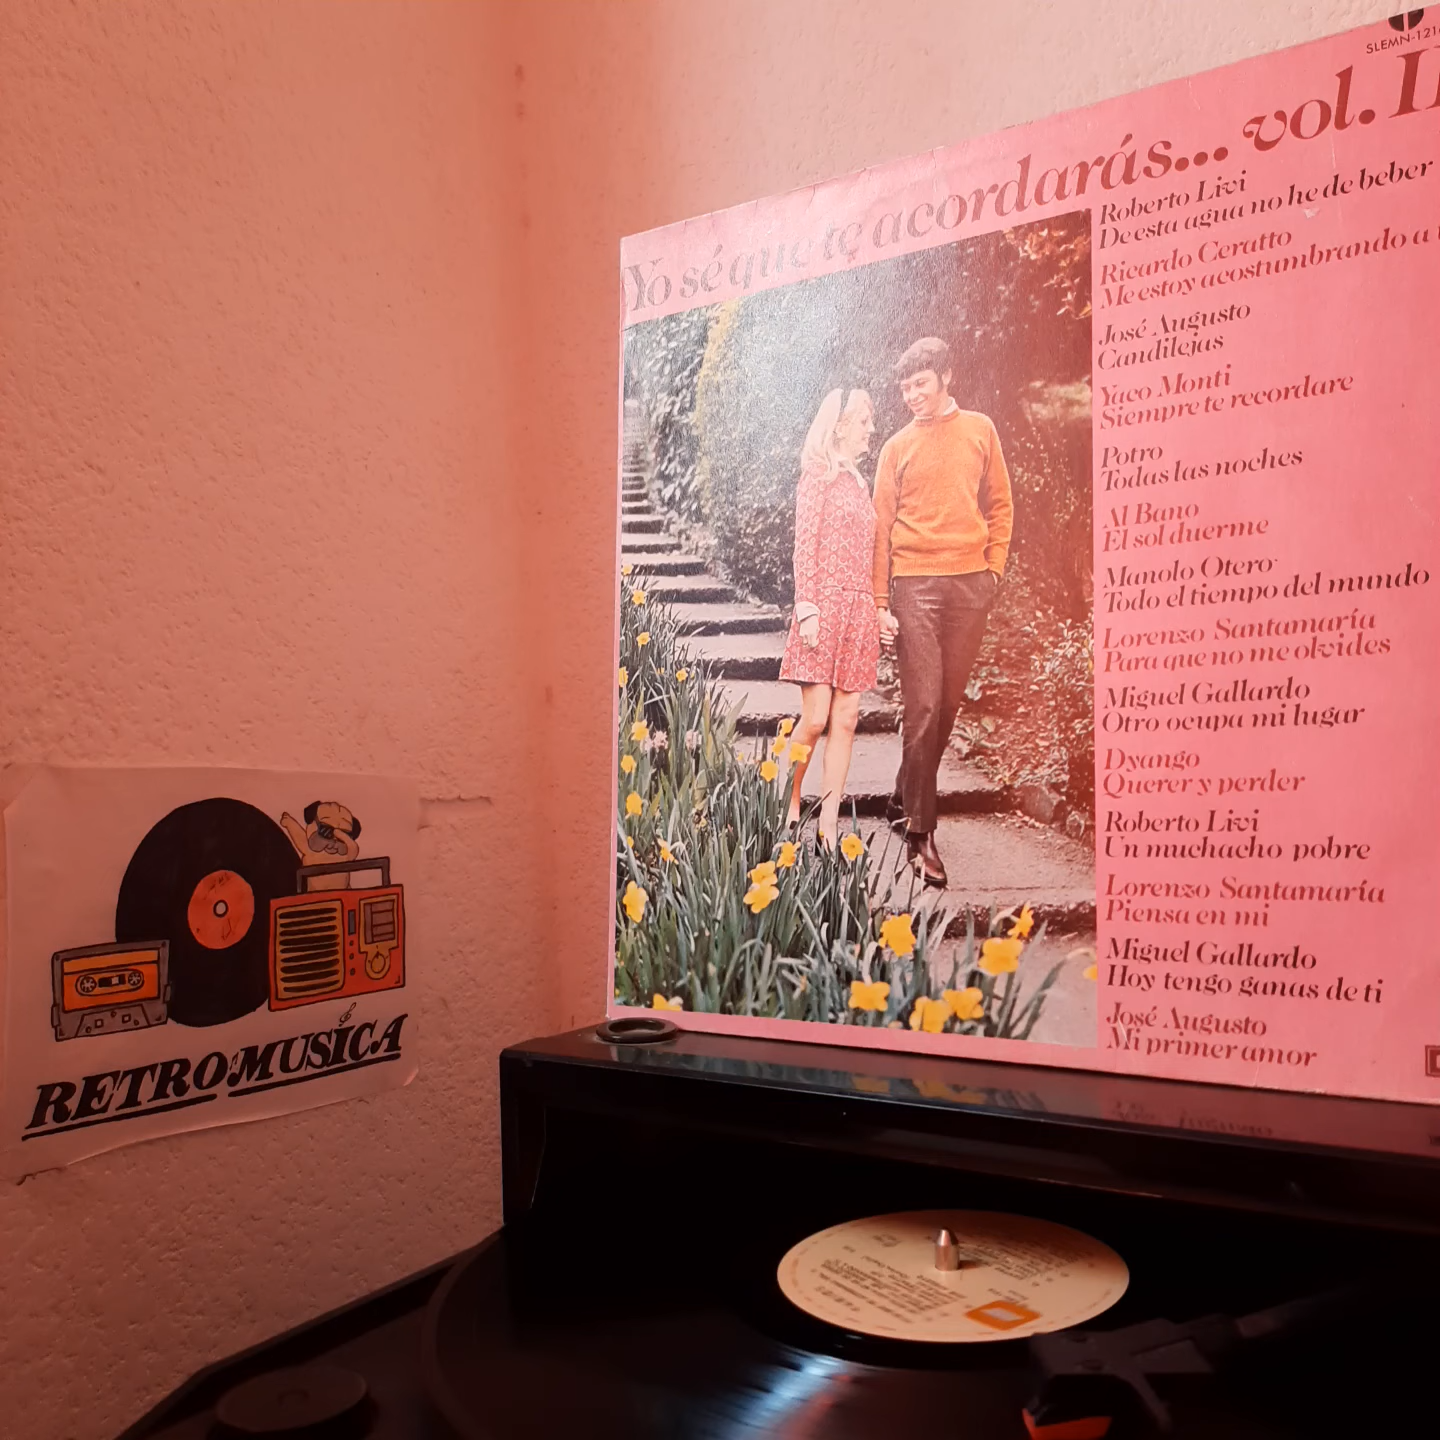 SLEMN-121
Yo sé que te acordarás... vol. II
Roberto Livi
De esta agua no he de beber
Ricardo Ceratto
Me estoy acostumbrando a
José Augusto
Candilejas
Yaco Monti
Siempre te recordare
Potro
Todas las noches
Al Bano
El sol duerme
Manolo Otero
Todo el tiempo del mundo
Lorenzo Santamaría
Para que no me olvides
Miguel Gallardo
Otro ocupa mi lugar
Dyango
Querer y perder
Roberto Livi
Un muchacho pobre
Lorenzo Santamaría
Piensa en mi
Miguel Gallardo
Hoy tengo ganas de ti
José Augusto
Mi primer amor
RETROMUSICA